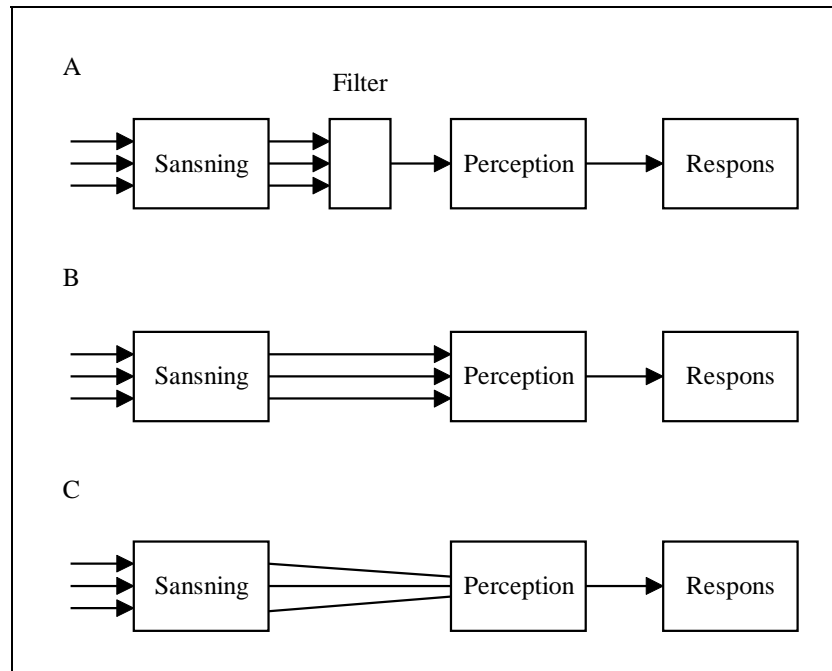 A
Filter
Sansning Perception Respons
B
Sansning Perception Respons
C
Sansning Perception Respons